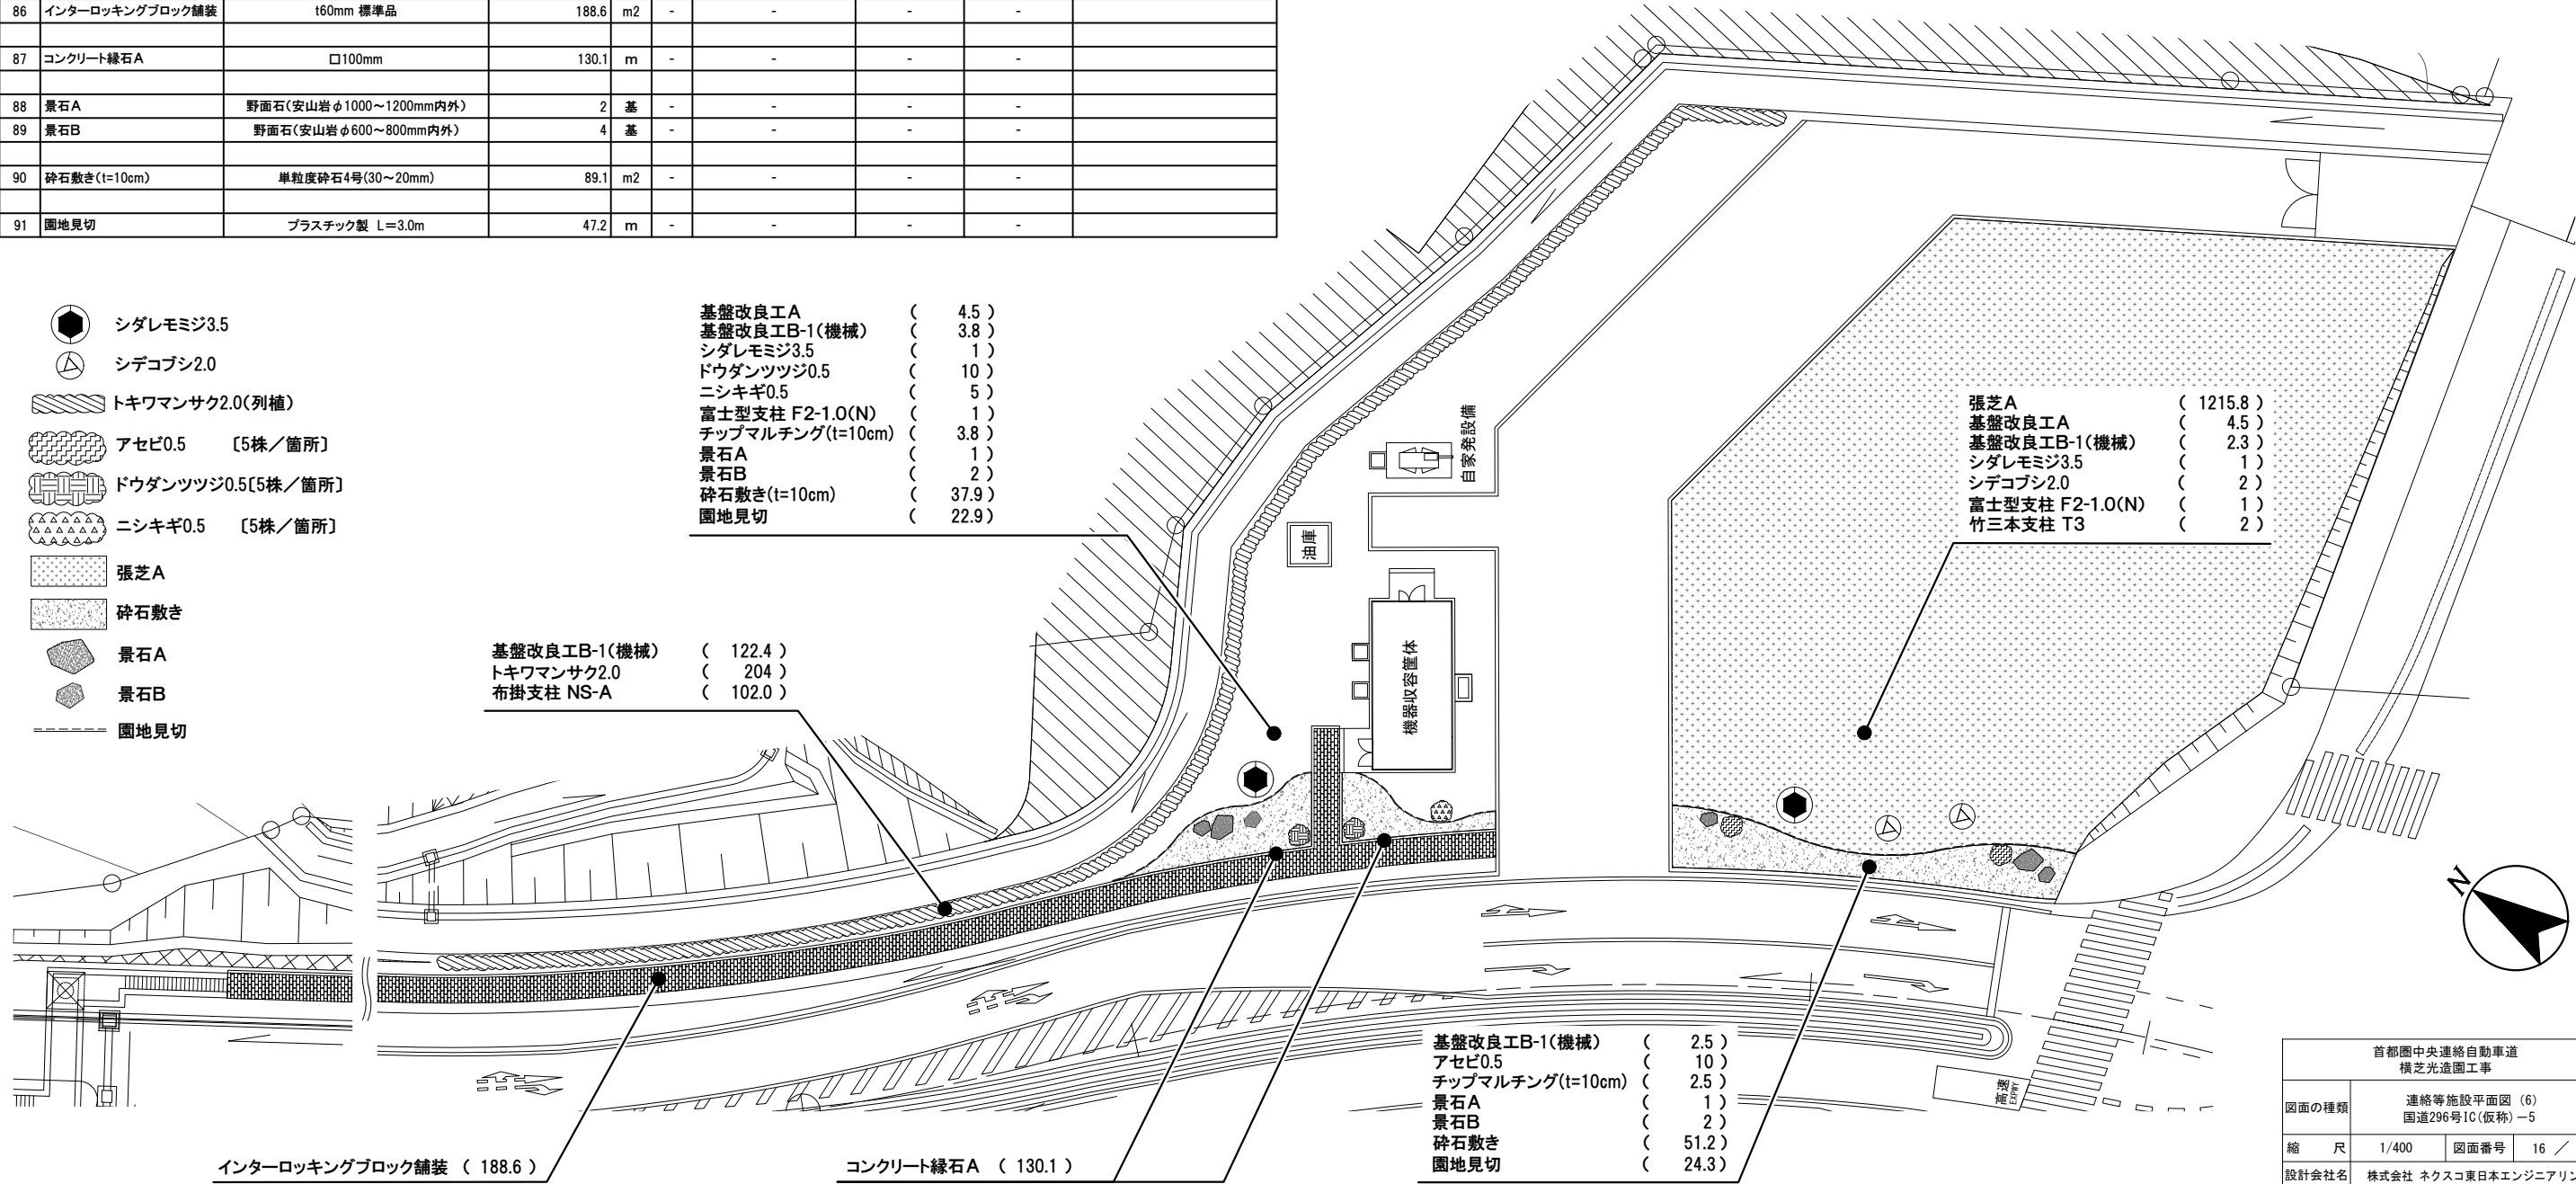 86 インターロッキングブロック舗装 t60mm 標準品 188.6 m2 - - - -
87 コンクリート縁石A □100mm 130.1 m - - - -
88 景石A 野面石(安山岩φ1000～1200mm内外) 2 基 - - - -
89 景石B 野面石(安山岩φ600～800mm内外) 4 基 - - - -
90 砕石敷き(t=10cm) 単粒度砕石4号(30～20mm) 89.1 m2 - - - -
91 園地見切 プラスチック製 L=3.0m 47.2 m - - - -
シダレモミジ3.5
シデコブシ2.0
トキワマンサク2.0(列植)
アセビ0.5 〔5株／箇所〕
ドウダンツツジ0.5〔5株／箇所〕
ニシキギ0.5 〔5株／箇所〕
張芝A
砕石敷き
景石A
景石B
園地見切
基盤改良工A ( 4.5 )
基盤改良工B-1(機械) ( 3.8 )
シダレモミジ3.5 ( 1 )
ドウダンツツジ0.5 ( 10 )
ニシキギ0.5 ( 5 )
富士型支柱 F2-1.0(N) ( 1 )
チップマルチング(t=10cm) ( 3.8 )
景石A ( 1 )
景石B ( 2 )
砕石敷き(t=10cm) ( 37.9 )
園地見切 ( 22.9 )
基盤改良工B-1(機械) ( 122.4 )
トキワマンサク2.0 ( 204 )
布掛支柱 NS-A ( 102.0 )
自家発設備
油庫
機器収容筐体
張芝A ( 1215.8 )
基盤改良工A ( 4.5 )
基盤改良工B-1(機械) ( 2.3 )
シダレモミジ3.5 ( 1 )
シデコブシ2.0 ( 2 )
富士型支柱 F2-1.0(N) ( 1 )
竹三本支柱 T3 ( 2 )
N
基盤改良工B-1(機械) ( 2.5 )
アセビ0.5 ( 10 )
チップマルチング(t=10cm) ( 2.5 )
景石A ( 1 )
景石B ( 2 )
砕石敷き ( 51.2 )
園地見切 ( 24.3 )
高速
EXPWY
インターロッキングブロック舗装 ( 188.6 )
コンクリート縁石A ( 130.1 )
首都圏中央連絡自動車道
横芝光造園工事
図面の種類 連絡等施設平面図 (6)
国道296号IC(仮称)－5
縮 尺 1/400 図面番号 16 ／
設計会社名 株式会社 ネクスコ東日本エンジニアリン